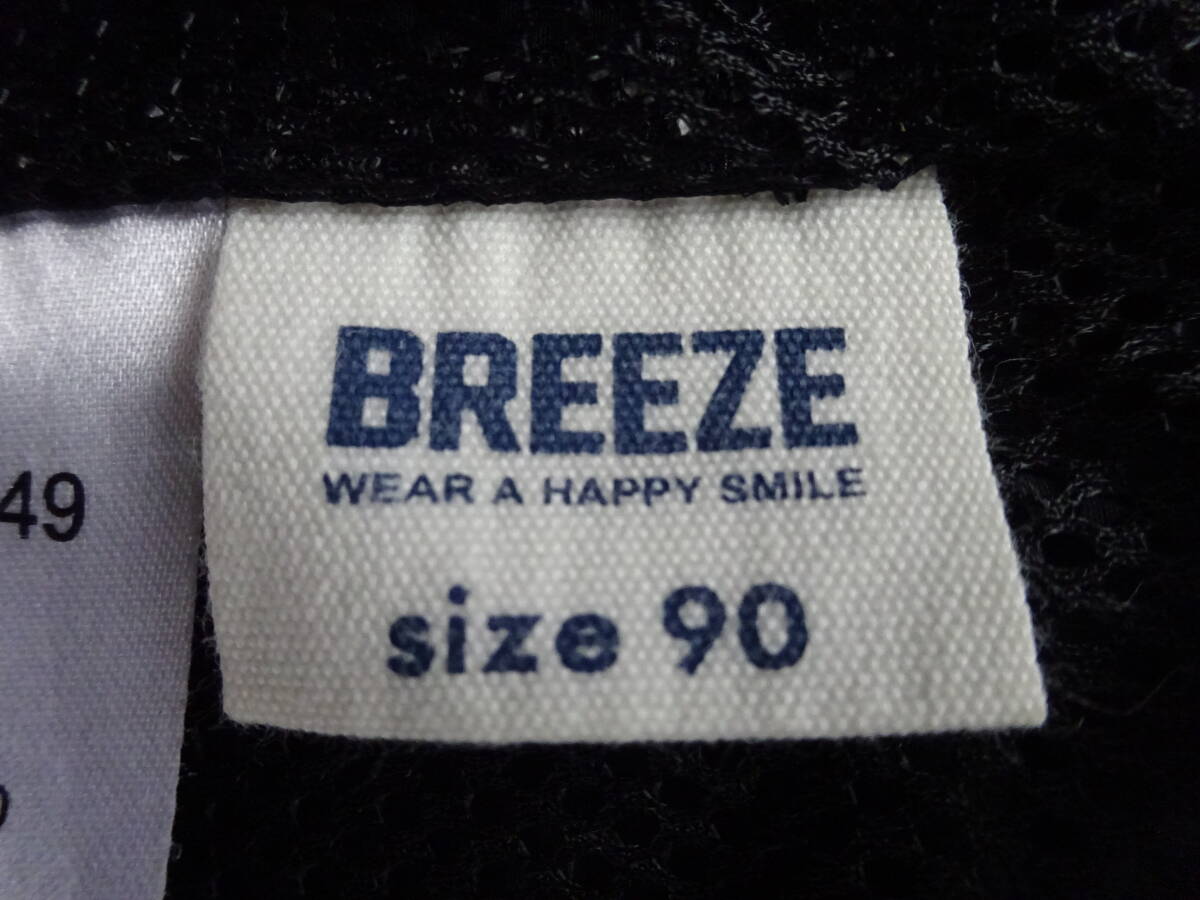 BREEZE
WEAR A HAPPY SMILE
size 90
49